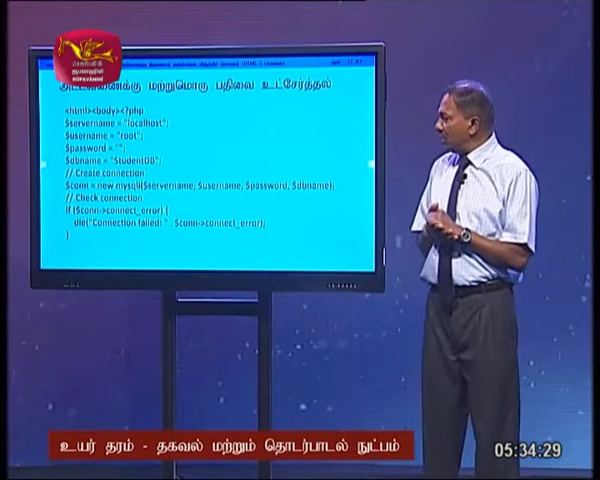 ரூபவாஹினி
RUPAVAHINI
அட்டவணைக்கு மற்றுமொரு பதிவை உட்சேர்த்தல்
<html><body><?php
$servername = "localhost";
$username = "root";
$password = "";
$dbname = "StudentDB";
// Create connection
$conn = new mysqli($servername, $username, $password, $dbname);
// Check connection
if ($conn->connect_error) {
die("Connection failed: " . $conn->connect_error);
}
உயர் தரம் - தகவல் மற்றும் தொடர்பாடல் நுட்பம்
05:34:29